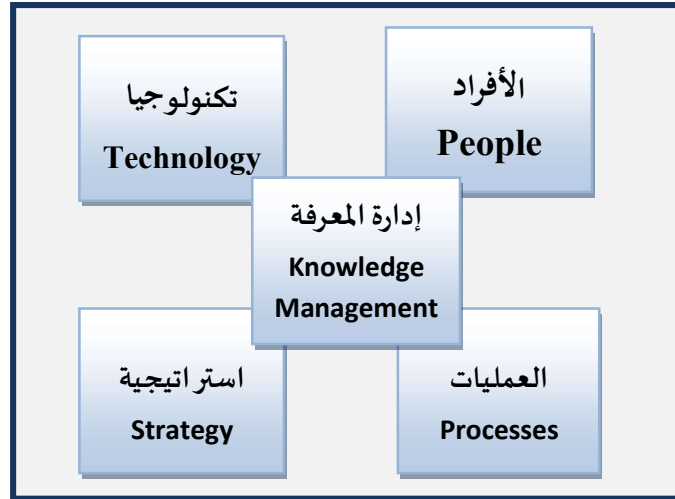 الأفراد
People
تكنولوجيا
Technology
إدارة المعرفة
Knowledge
Management
العمليات
Processes
استراتيجية
Strategy